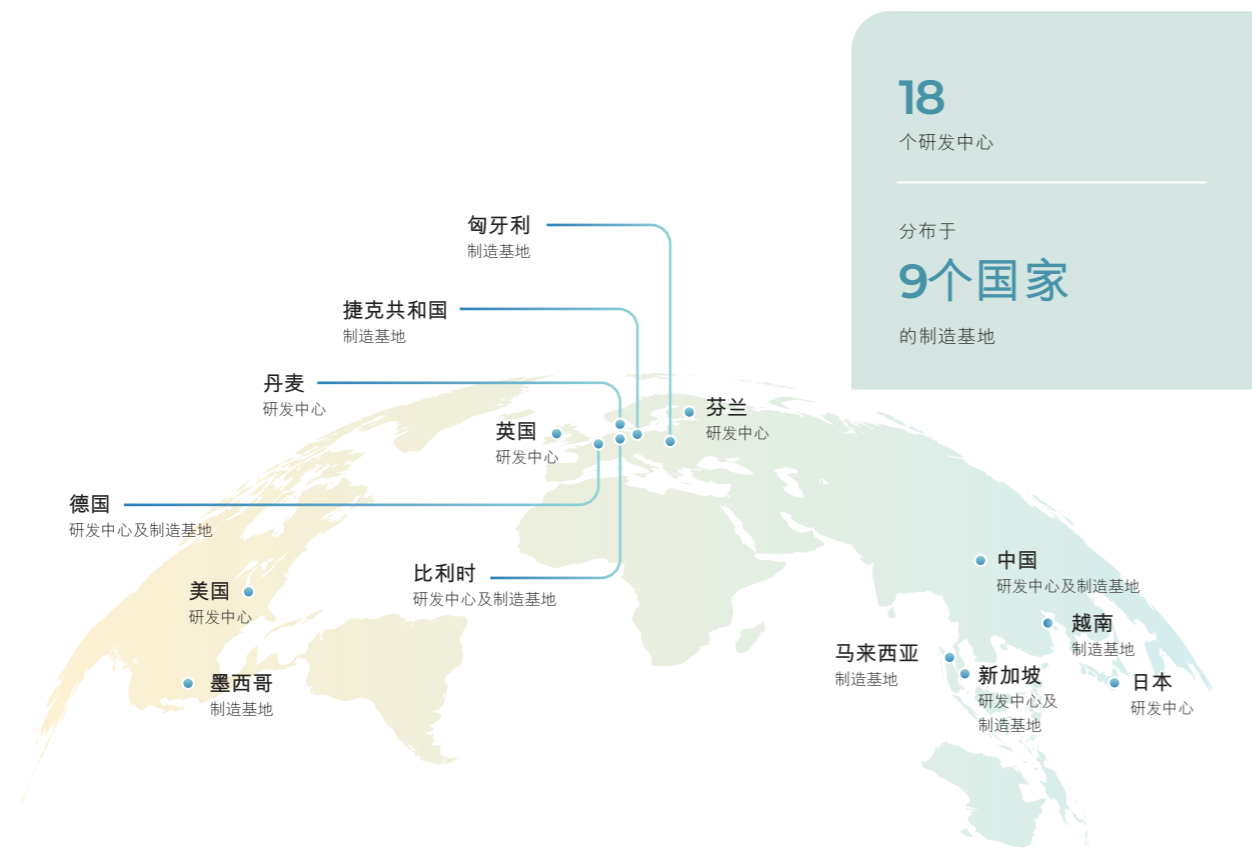 18
个研发中心
分布于
9个国家
的制造基地
匈牙利
制造基地
捷克共和国
制造基地
丹麦
研发中心
英国
研发中心
芬兰
研发中心
德国
研发中心及制造基地
比利时
研发中心及制造基地
美国
研发中心
墨西哥
制造基地
中国
研发中心及制造基地
越南
制造基地
马来西亚
制造基地
新加坡
研发中心及
制造基地
日本
研发中心